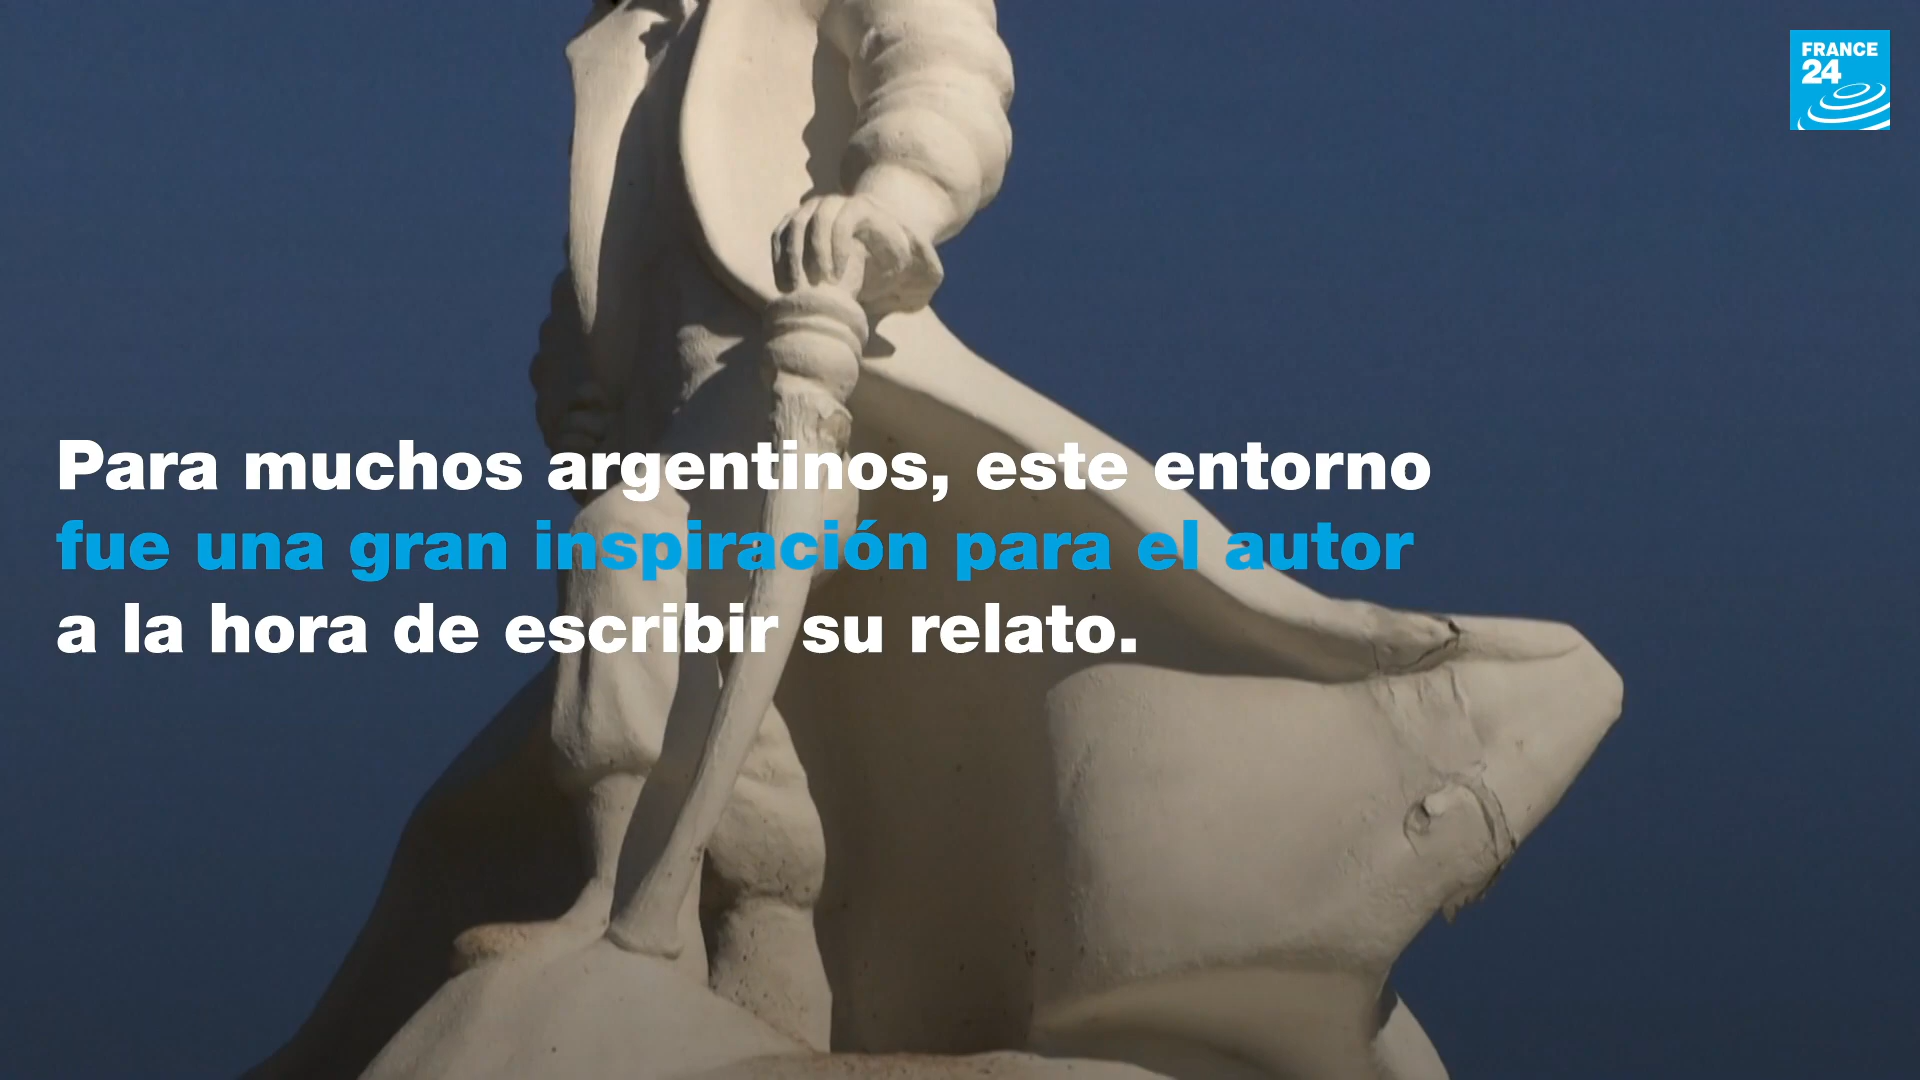 FRANCE
24
Para muchos argentinos, este entorno
fue una gran inspiración para el autor
a la hora de escribir su relato.